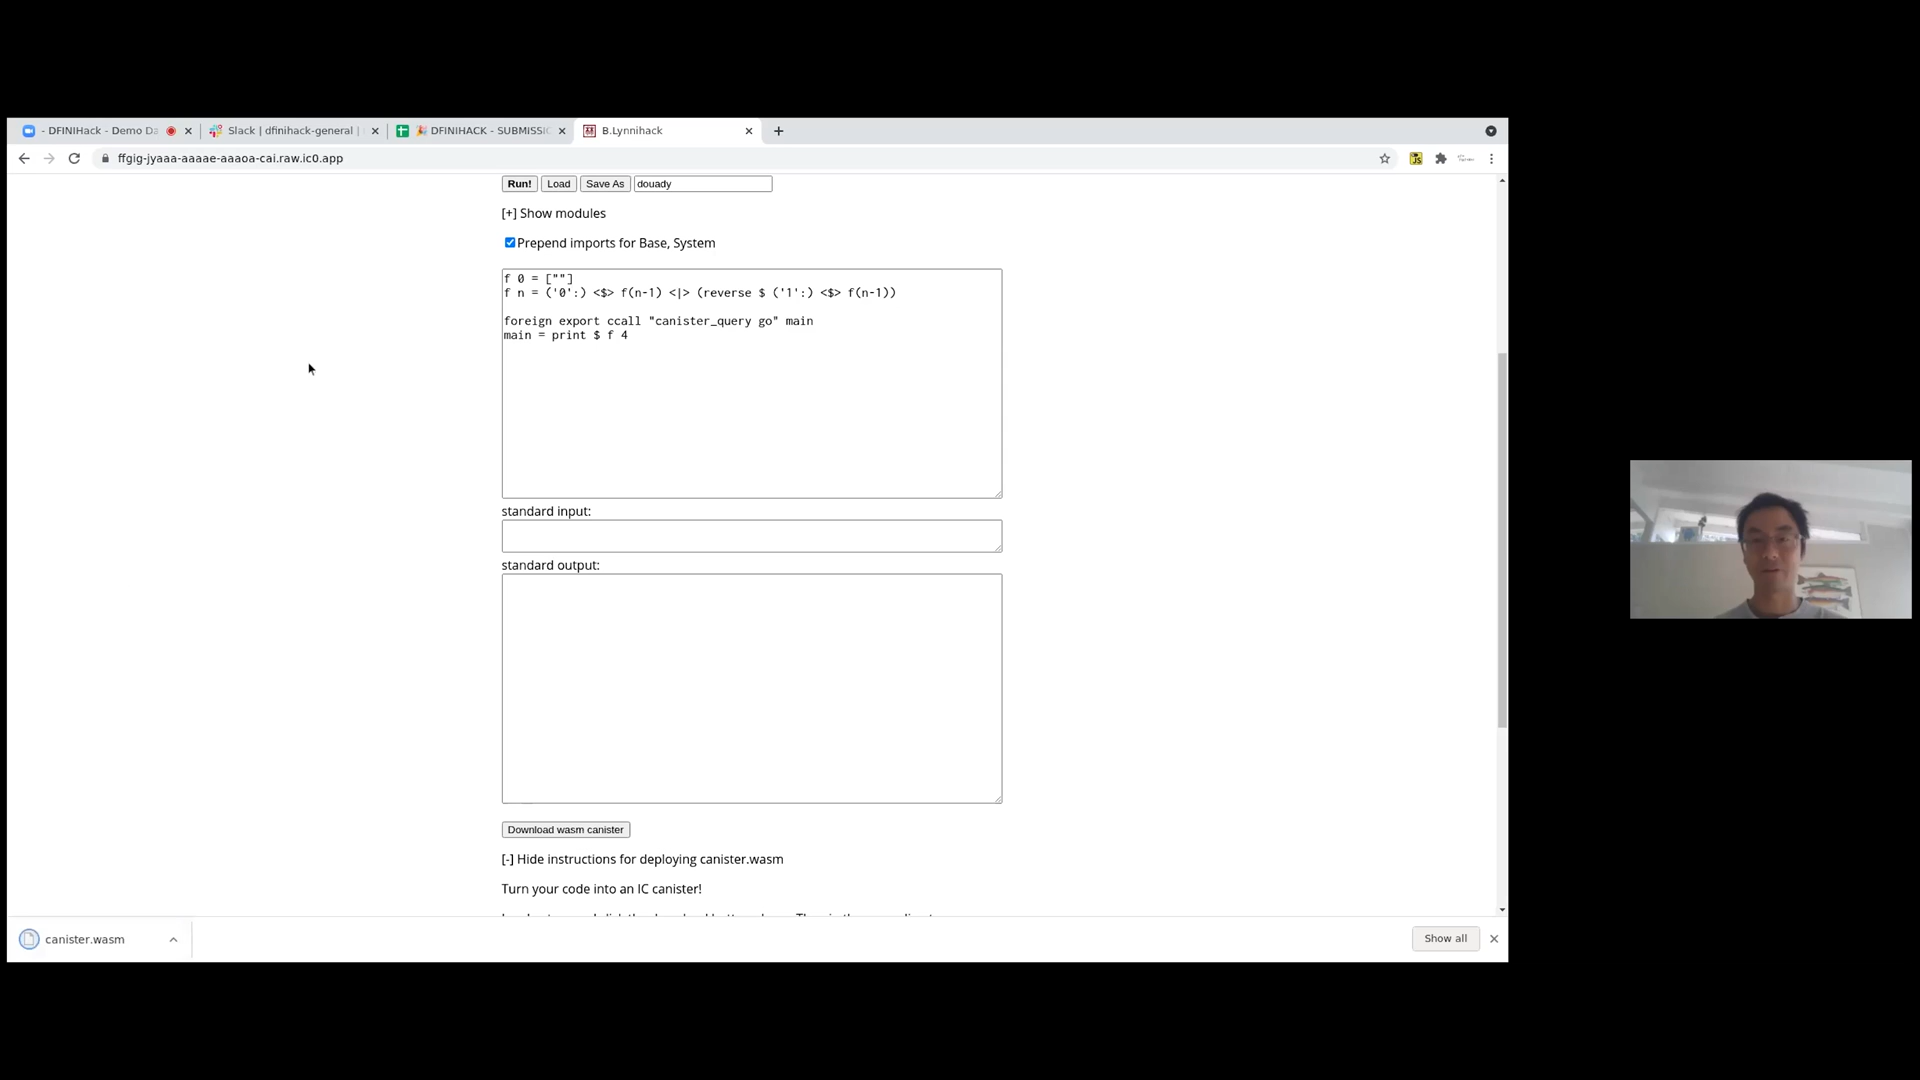 - DFINIHack - Demo Da
Slack | dfinihack-general |
DFINIHACK - SUBMISSI
B.Lynnihack
ffgig-jyaaa-aaaae-aaaoa-cai.raw.ic0.app
Run! Load Save As douady
[+] Show modules
Prepend imports for Base, System
f 0 = [""]
f n = ('0':) <$> f(n-1) <|> (reverse $ ('1':) <$> f(n-1))
foreign export ccall "canister_query go" main
main = print $ f 4
standard input:
standard output:
Download wasm canister
[-] Hide instructions for deploying canister.wasm
Turn your code into an IC canister!
canister.wasm
Show all